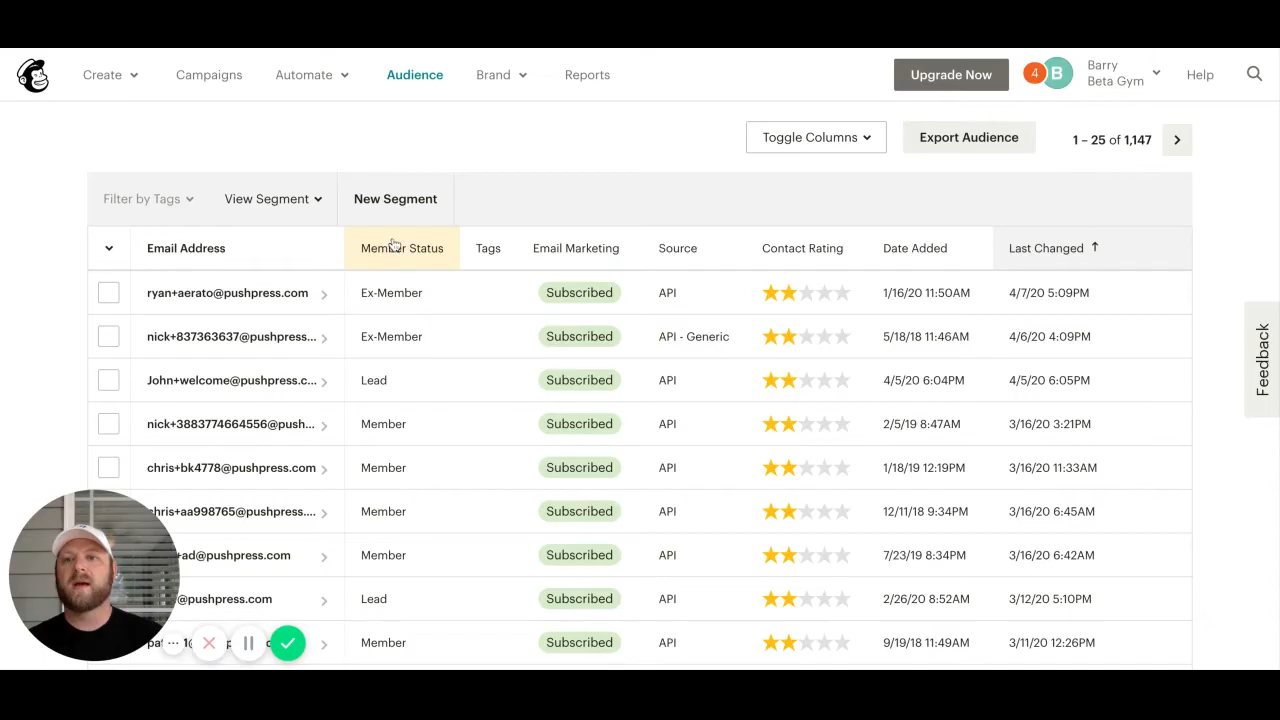 Create
Campaigns
Automate
Audience
Brand
Reports
Upgrade Now
4
B
Barry
Beta Gym
Help
Toggle Columns
Export Audience
1 – 25 of 1,147
Filter by Tags
View Segment
New Segment
Email Address Member Status Tags Email Marketing Source Contact Rating Date Added Last Changed
ryan+aerato@pushpress.com Ex-Member Subscribed API 1/16/20 11:50AM 4/7/20 5:09PM
nick+837363637@pushpress... Ex-Member Subscribed API - Generic 5/18/18 11:46AM 4/6/20 4:09PM
John+welcome@pushpress.c... Lead Subscribed API 4/5/20 6:04PM 4/5/20 6:05PM
nick+3883774664556@push... Member Subscribed API 2/5/19 8:47AM 3/16/20 3:21PM
chris+bk4778@pushpress.com Member Subscribed API 1/18/19 12:19PM 3/16/20 11:33AM
chris+aa998765@pushpress.... Member Subscribed API 12/11/18 9:34PM 3/16/20 6:45AM
+ad@pushpress.com Member Subscribed API 7/23/19 8:34PM 3/16/20 6:42AM
@pushpress.com Lead Subscribed API 2/26/20 8:52AM 3/12/20 5:10PM
Member Subscribed API 9/19/18 11:49AM 3/11/20 12:26PM
Feedback